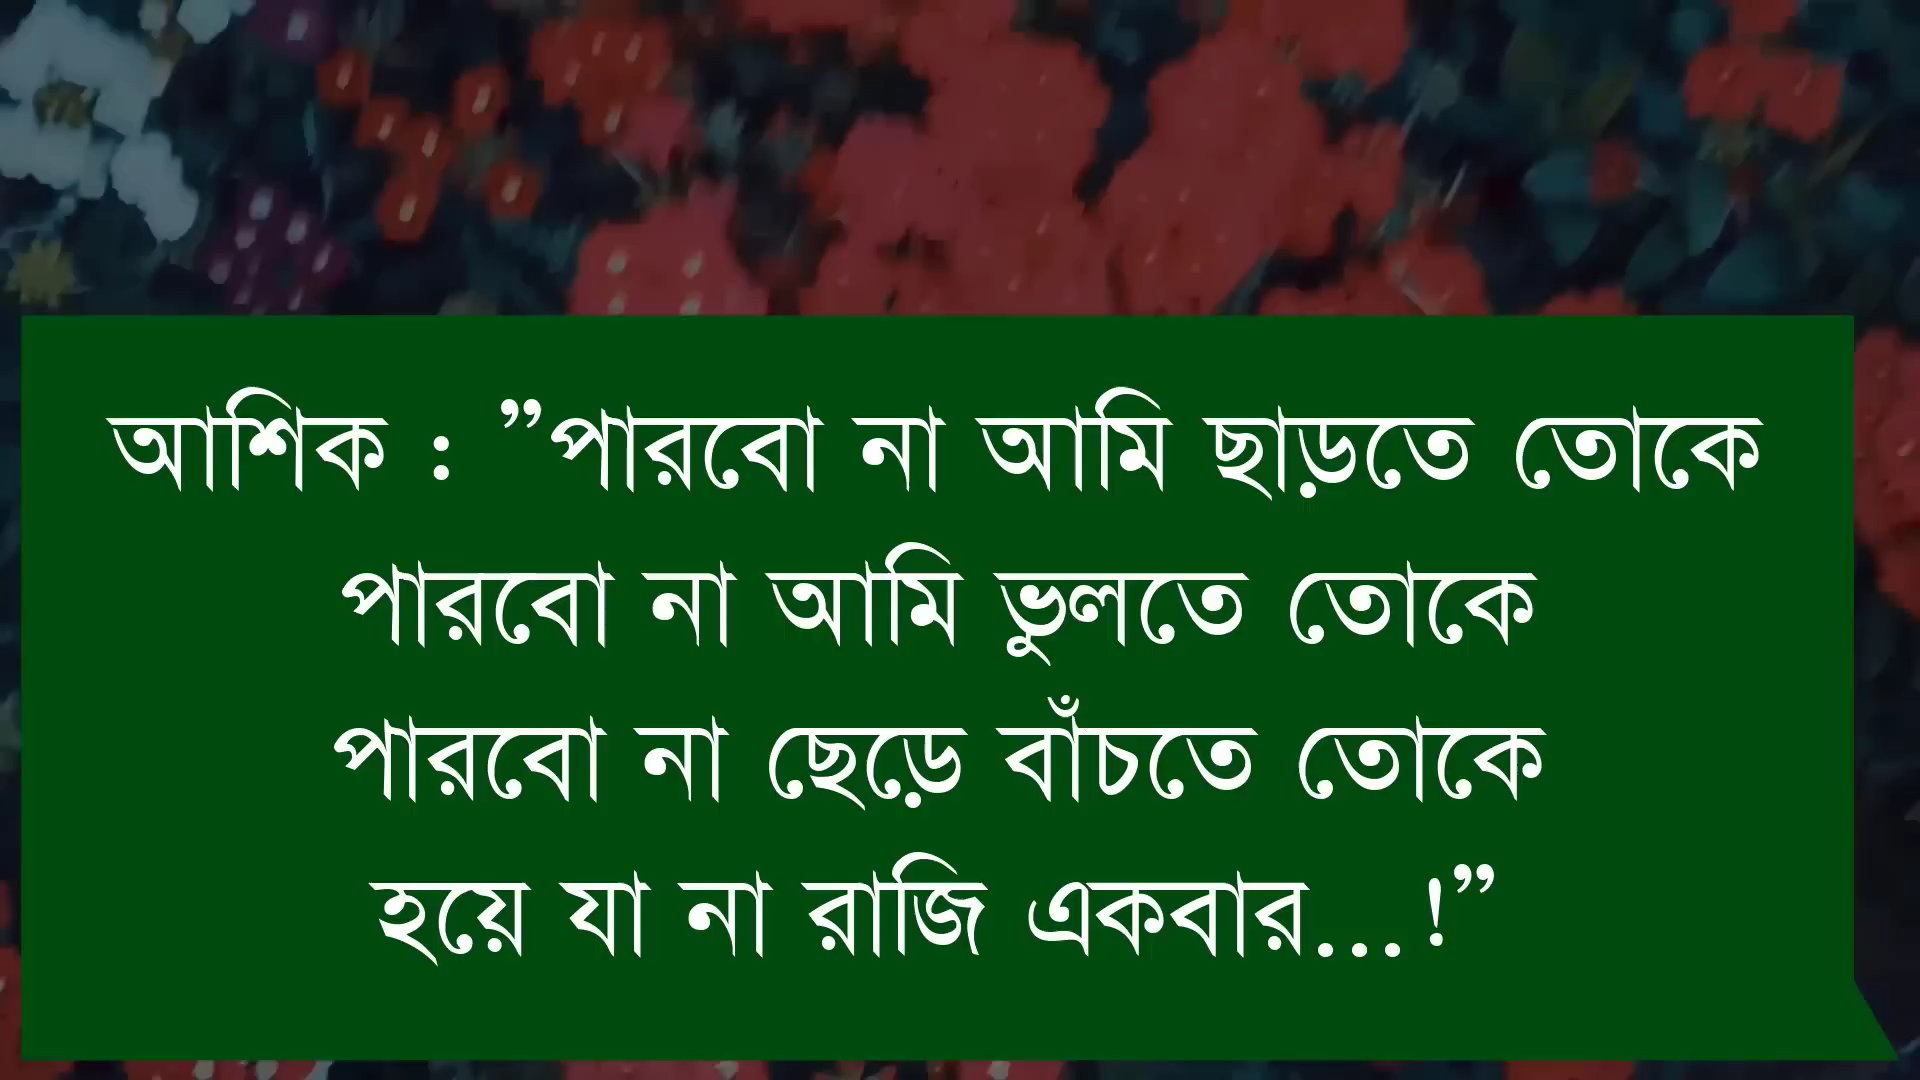 আশিক : ”পারবো না আমি ছাড়তে তোকে
পারবো না আমি ভুলতে তোকে
পারবো না ছেড়ে বাঁচতে তোকে
হয়ে যা না রাজি একবার...!”